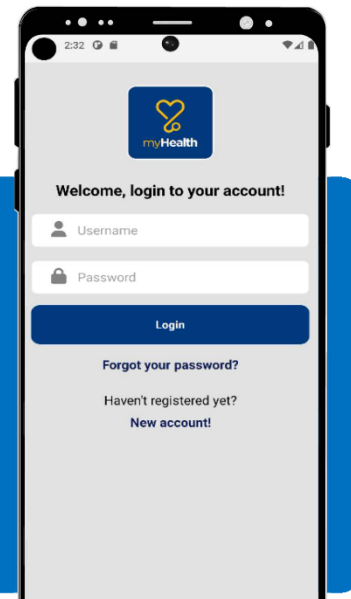 2:32
myHealth
Welcome, login to your account!
Username
Password
Login
Forgot your password?
Haven't registered yet?
New account!